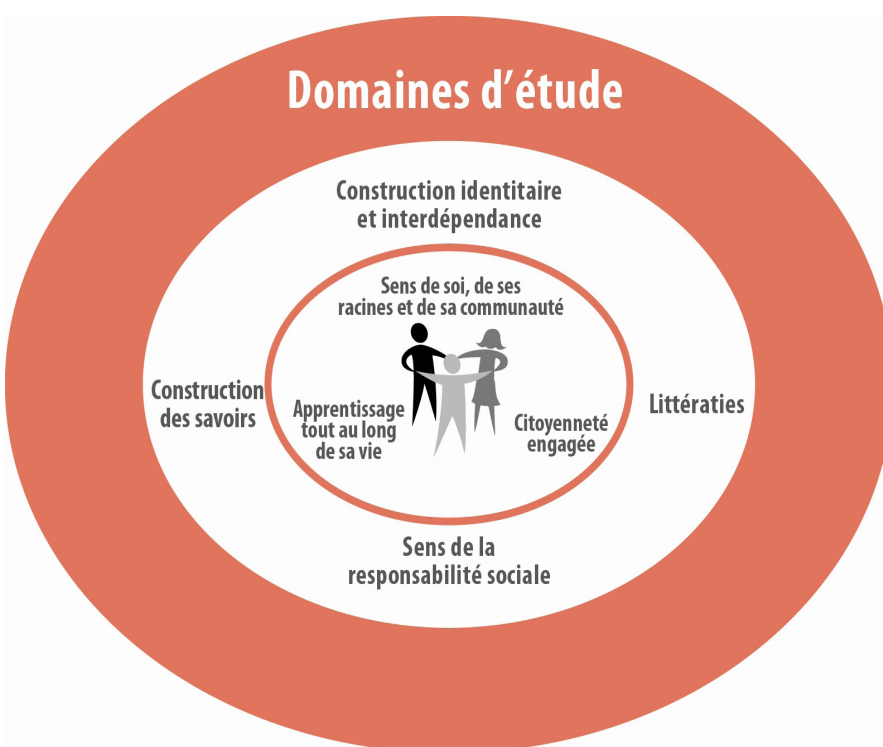 Domaines d'étude
Construction identitaire
et interdépendance
Sens de soi, de ses
racines et de sa communauté
Construction
des savoirs
Apprentissage
tout au long
de sa vie
Citoyenneté
engagée
Littératies
Sens de la
responsabilité sociale